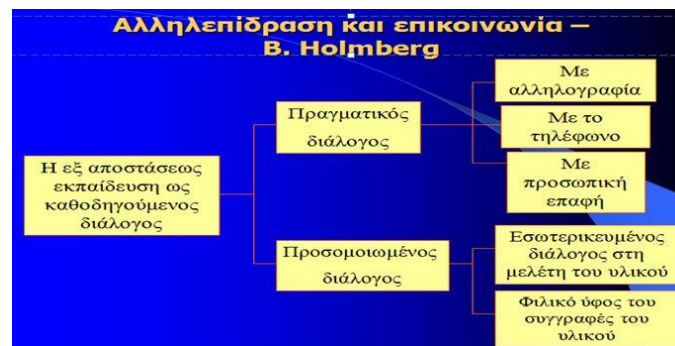 Αλληλεπίδραση και επικοινωνία –
B. Holmberg
Η εξ αποστάσεως
εκπαίδευση ως
καθοδηγούμενος
διάλογος
Πραγματικός
διάλογος
Με
αλληλογραφία
Με το
τηλέφωνο
Με
προσωπική
επαφή
Προσομοιωμένος
διάλογος
Εσωτερικευμένος
διάλογος στη
μελέτη του υλικού
Φιλικό ύφος του
συγγραφές του
υλικού